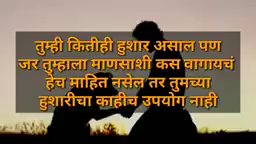 तुम्ही कितीही हुशार असाल पण
जर तुम्हाला माणसाशी कस वागायचं
हेच माहित नसेल तर तुमच्या
हुशारीचा काहीच उपयोग नाही